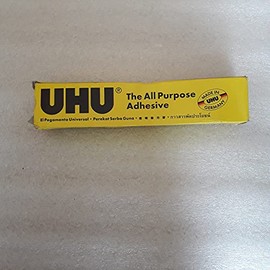 UHU®
The All Purpose
Adhesive
MADE IN
UHU
GERMANY
El Pegamento Universal • Perekat Serba Guna •